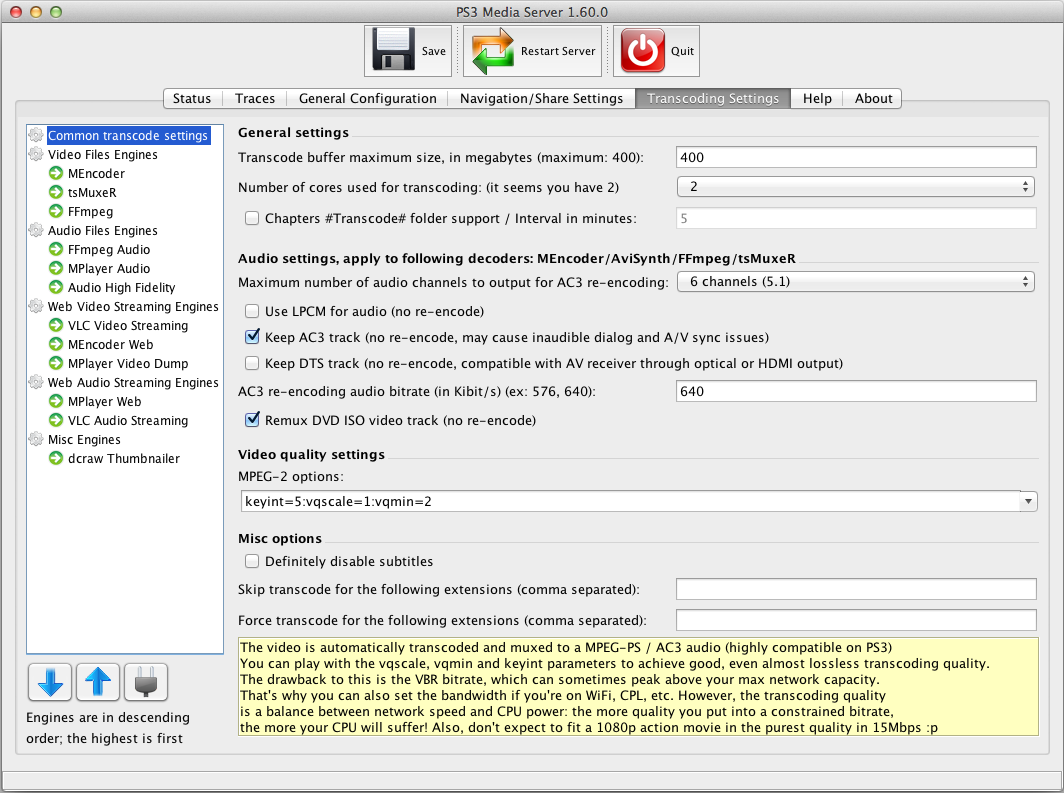 PS3 Media Server 1.60.0
Save
Restart Server
Quit
Status
Traces
General Configuration
Navigation/Share Settings
Transcoding Settings
Help
About
Common transcode settings
Video Files Engines
MEncoder
tsMuxeR
FFmpeg
Audio Files Engines
FFmpeg Audio
MPlayer Audio
Audio High Fidelity
Web Video Streaming Engines
VLC Video Streaming
MEncoder Web
MPlayer Video Dump
Web Audio Streaming Engines
MPlayer Web
VLC Audio Streaming
Misc Engines
dcraw Thumbnailer
Engines are in descending
order; the highest is first
General settings
Transcode buffer maximum size, in megabytes (maximum: 400):
400
Number of cores used for transcoding: (it seems you have 2)
2
Chapters #Transcode# folder support / Interval in minutes:
5
Audio settings, apply to following decoders: MEncoder/AviSynth/FFmpeg/tsMuxeR
Maximum number of audio channels to output for AC3 re-encoding:
6 channels (5.1)
Use LPCM for audio (no re-encode)
Keep AC3 track (no re-encode, may cause inaudible dialog and A/V sync issues)
Keep DTS track (no re-encode, compatible with AV receiver through optical or HDMI output)
AC3 re-encoding audio bitrate (in Kibit/s) (ex: 576, 640):
640
Remux DVD ISO video track (no re-encode)
Video quality settings
MPEG-2 options:
keyint=5:vqscale=1:vqmin=2
Misc options
Definitely disable subtitles
Skip transcode for the following extensions (comma separated):
Force transcode for the following extensions (comma separated):
The video is automatically transcoded and muxed to a MPEG-PS / AC3 audio (highly compatible on PS3)
You can play with the vqscale, vqmin and keyint parameters to achieve good, even almost lossless transcoding quality.
The drawback to this is the VBR bitrate, which can sometimes peak above your max network capacity.
That's why you can also set the bandwidth if you're on WiFi, CPL, etc. However, the transcoding quality
is a balance between network speed and CPU power: the more quality you put into a constrained bitrate,
the more your CPU will suffer! Also, don't expect to fit a 1080p action movie in the purest quality in 15Mbps :p